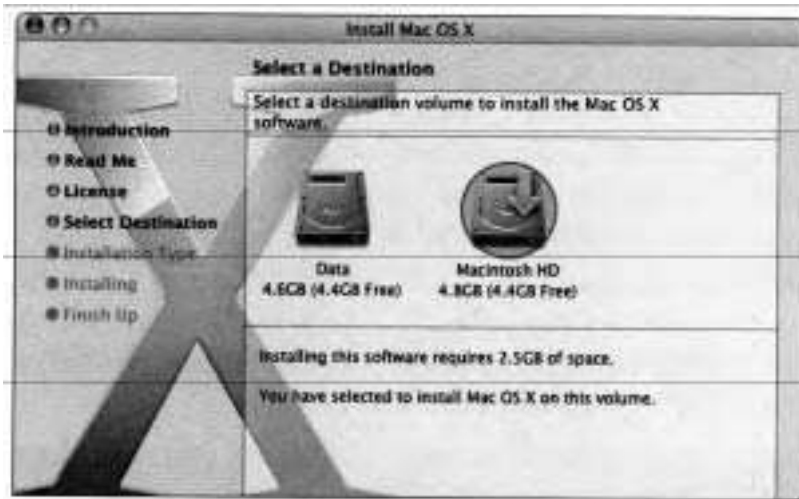 Install Mac OS X
Select a Destination
Introduction
Read Me
License
Select Destination
Installation Type
Installing
Finish Up
Select a destination volume to install the Mac OS X
software.
Data
4.6GB (4.4GB Free)
Macintosh HD
4.8GB (4.4GB Free)
Installing this software requires 2.5GB of space.
You have selected to install Mac OS X on this volume.